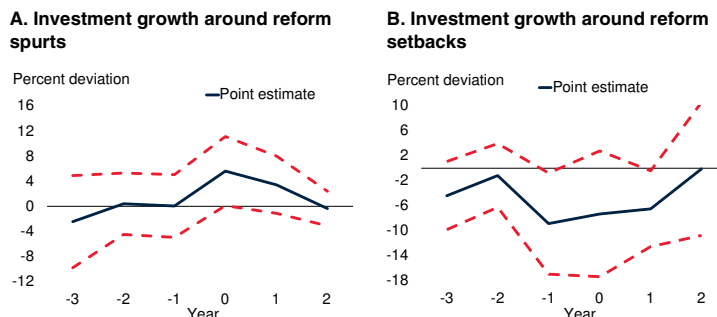 A. Investment growth around reform
spurts
Percent deviation
Point estimate
16
12
8
4
0
-4
-8
-12
-3 -2 -1 0 1 2
Year
B. Investment growth around reform
setbacks
Percent deviation
Point estimate
10
6
2
-2
-6
-10
-14
-18
-3 -2 -1 0 1 2
Year